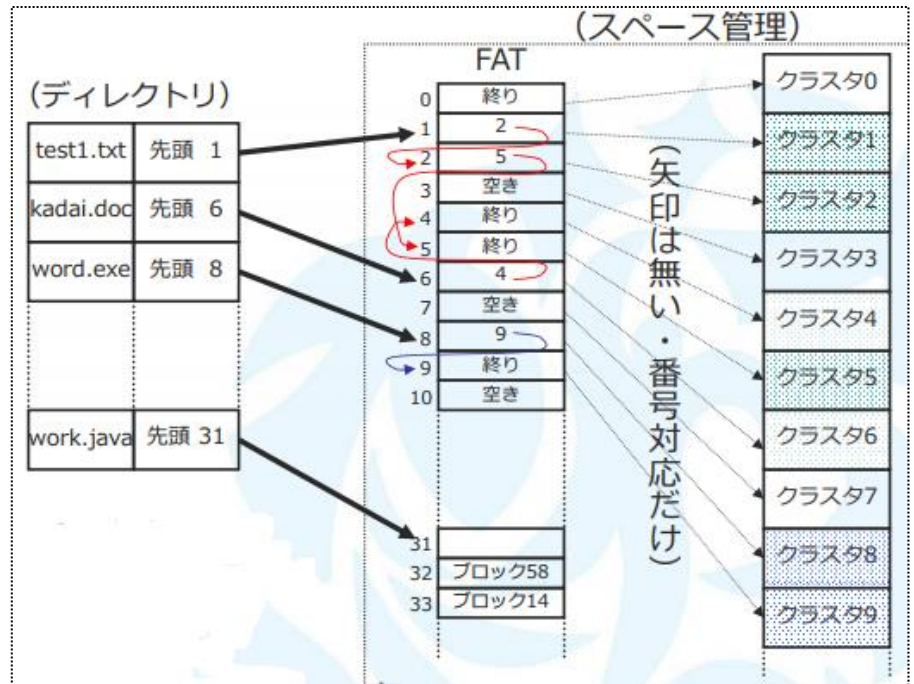 (スペース管理)
FAT
(ディレクトリ)
test1.txt 先頭 1
kadai.doc 先頭 6
word.exe 先頭 8
work.java 先頭 31
0 終り
1 2
2 5
3 空き
4 終り
5 終り
6 4
7 空き
8 9
9 終り
10 空き
31
32 ブロック58
33 ブロック14
(矢印は無い・番号対応だけ)
クラスタ0
クラスタ1
クラスタ2
クラスタ3
クラスタ4
クラスタ5
クラスタ6
クラスタ7
クラスタ8
クラスタ9